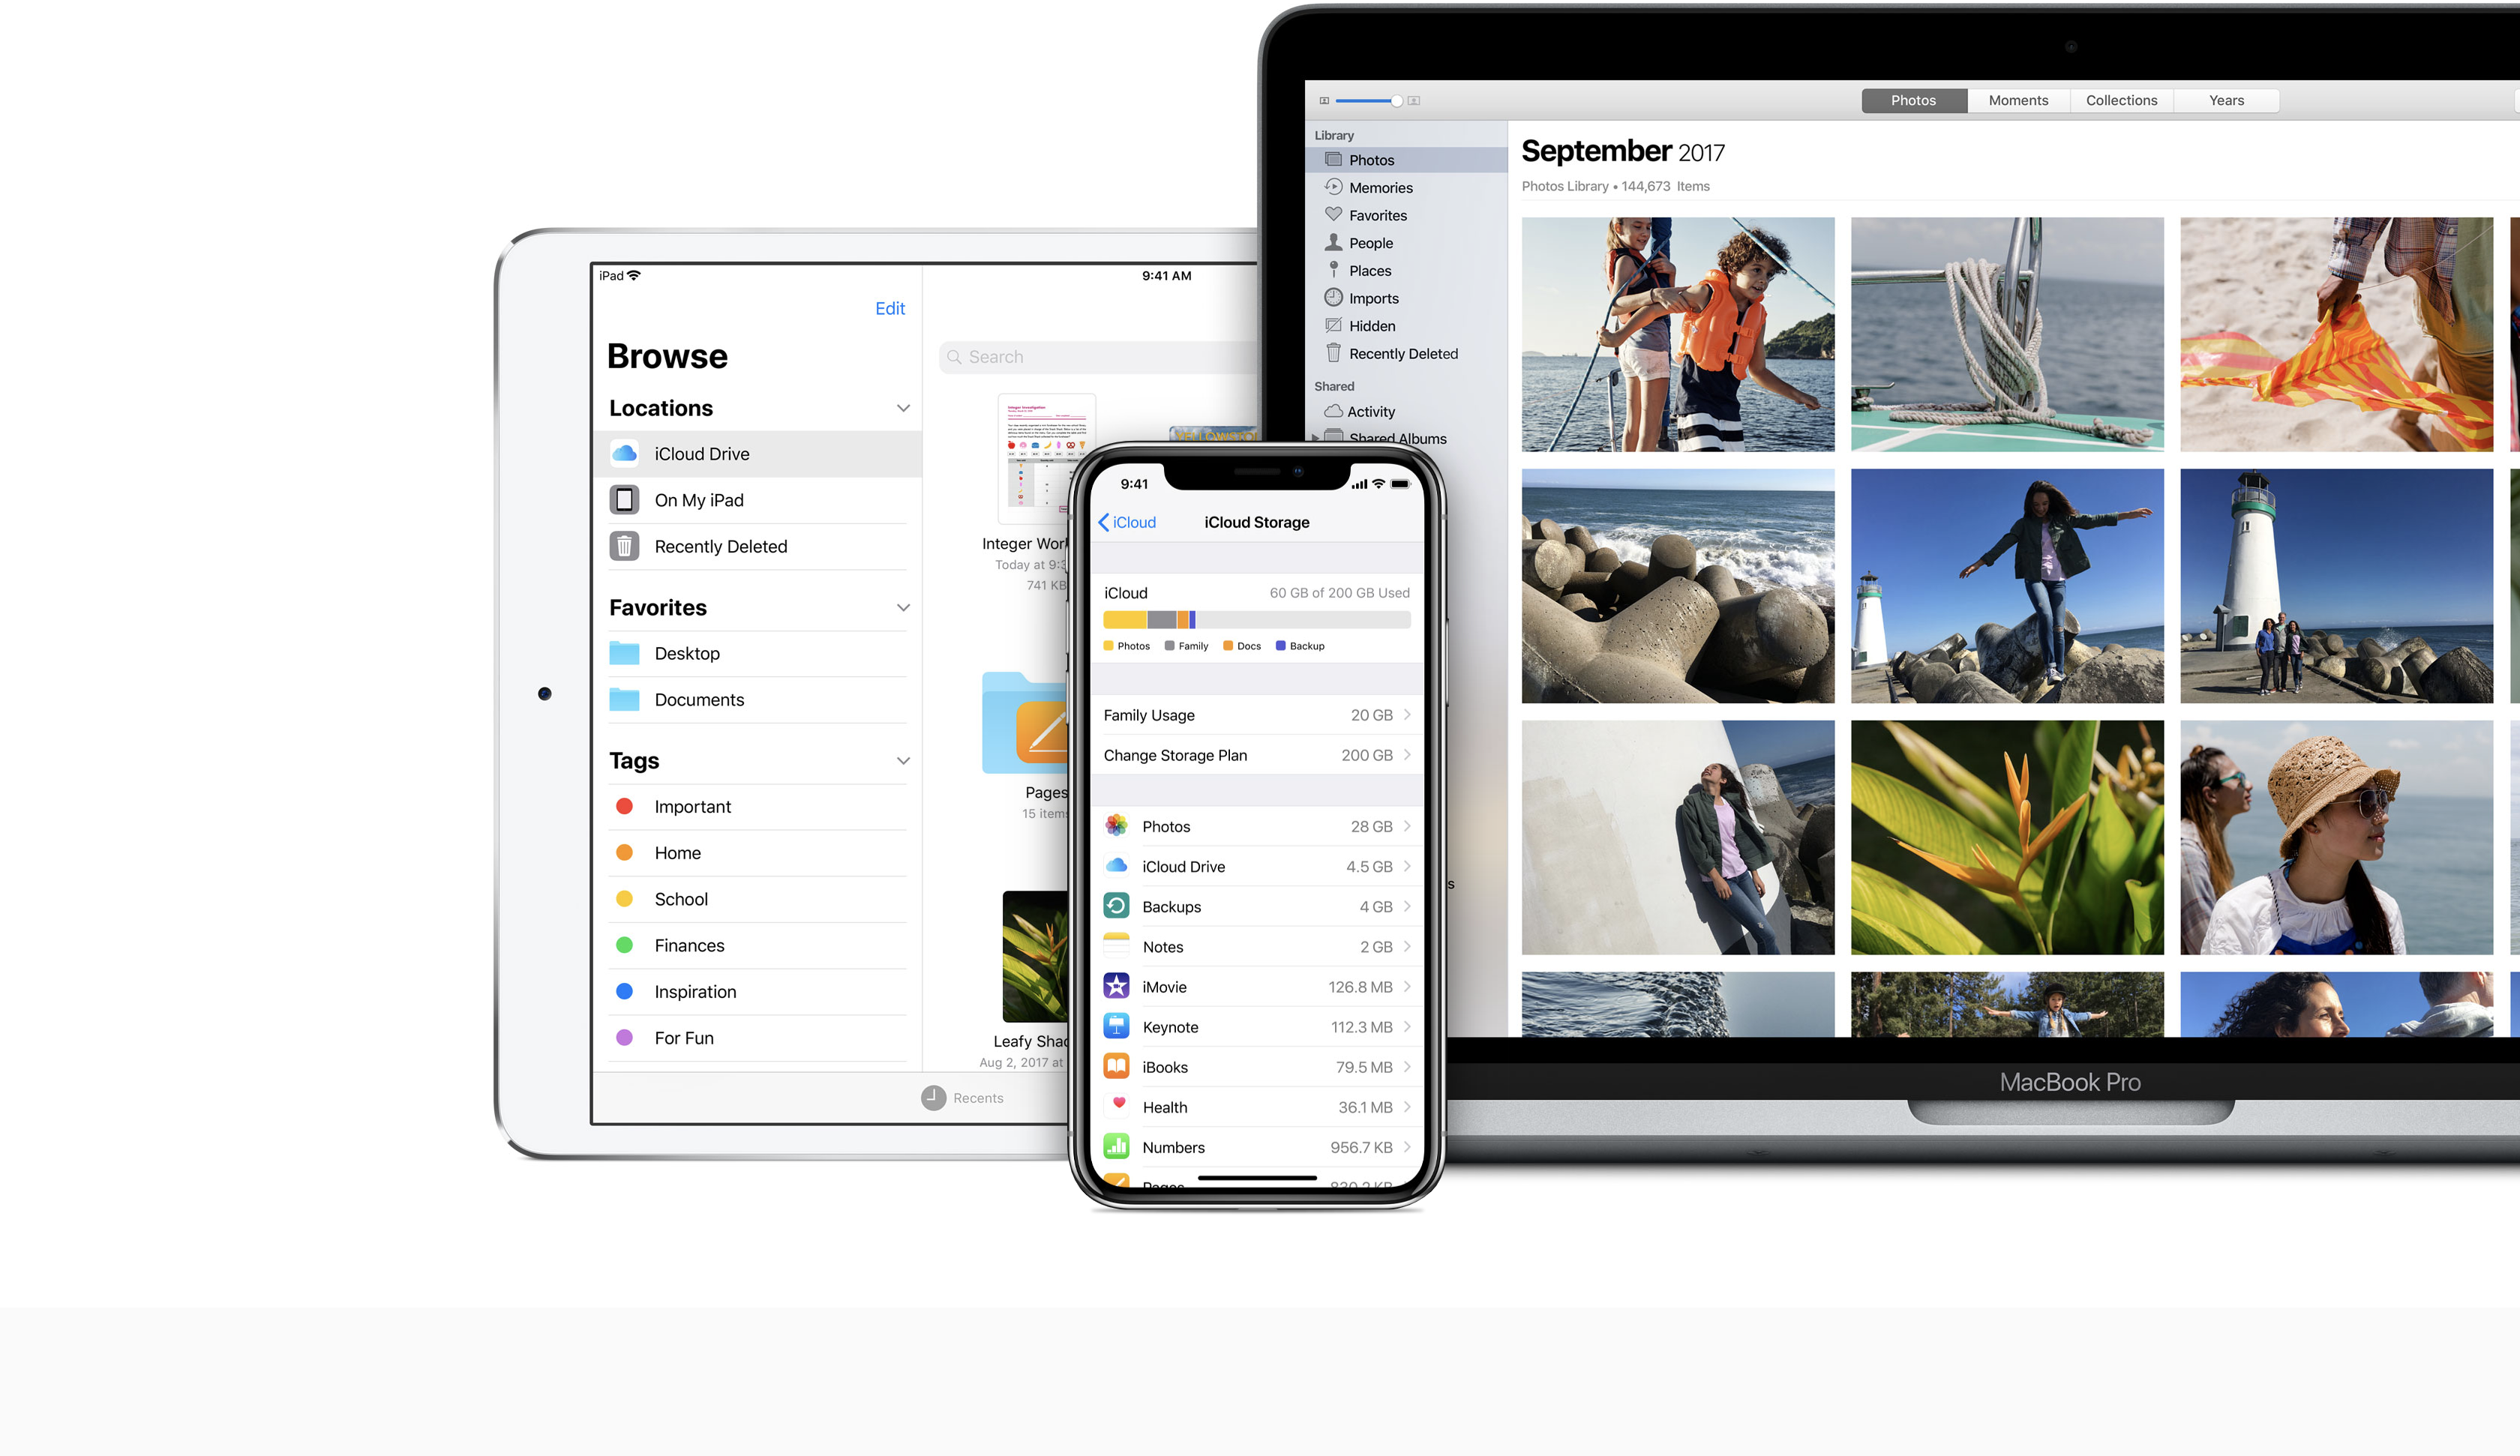 iPad
9:41 AM
Edit
Browse
Search
Locations
iCloud Drive
On My iPad
Recently Deleted
Favorites
Desktop
Documents
Tags
Important
Home
School
Finances
Inspiration
For Fun
Integer Investigation
Integer Wor
Today at 9:3
741 KB
Pages
15 items
Leafy Shad
Aug 2, 2017 at
Recents
9:41
iCloud
iCloud Storage
iCloud 60 GB of 200 GB Used
Photos Family Docs Backup
Family Usage 20 GB
Change Storage Plan 200 GB
Photos 28 GB
iCloud Drive 4.5 GB
Backups 4 GB
Notes 2 GB
iMovie 126.8 MB
Keynote 112.3 MB
iBooks 79.5 MB
Health 36.1 MB
Numbers 956.7 KB
Pages 830.2 KB
Photos Moments Collections Years
Library
Photos
Memories
Favorites
People
Places
Imports
Hidden
Recently Deleted
Shared
Activity
Shared Albums
September 2017
Photos Library • 144,673 Items
MacBook Pro